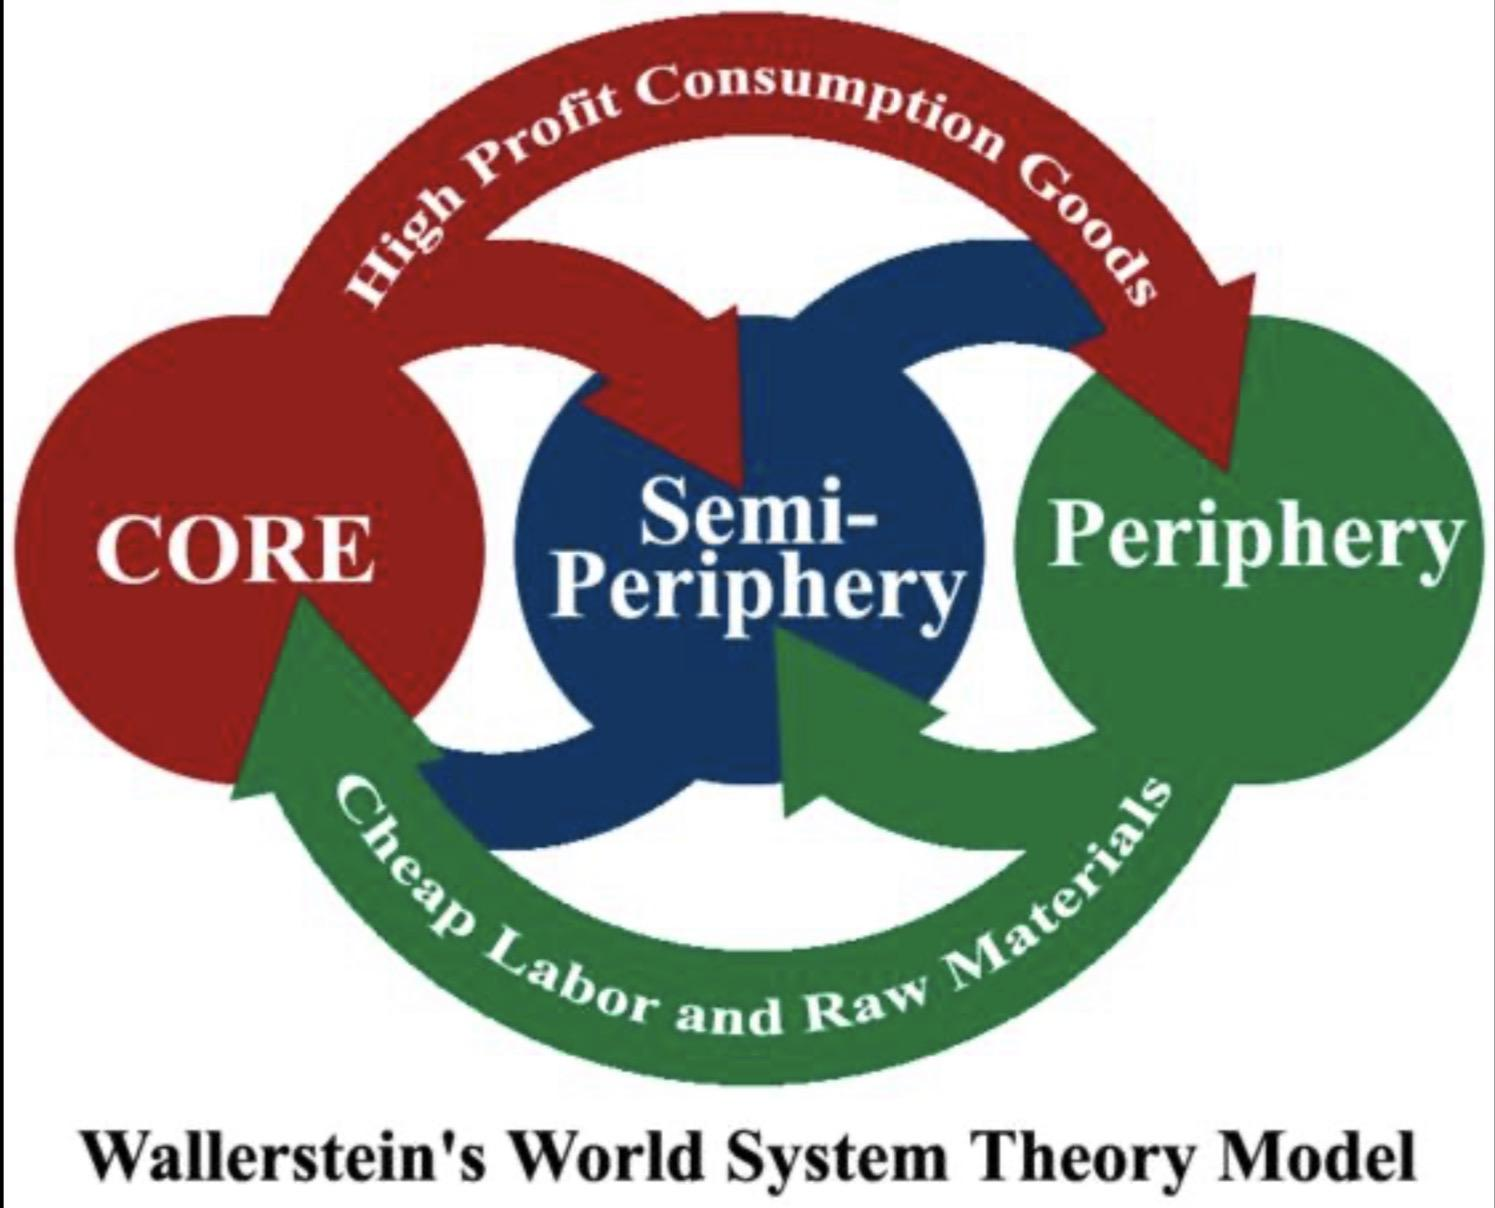 High Profit Consumption Goods
CORE
Semi-
Periphery
Periphery
Cheap Labor and Raw Materials
Wallerstein's World System Theory Model